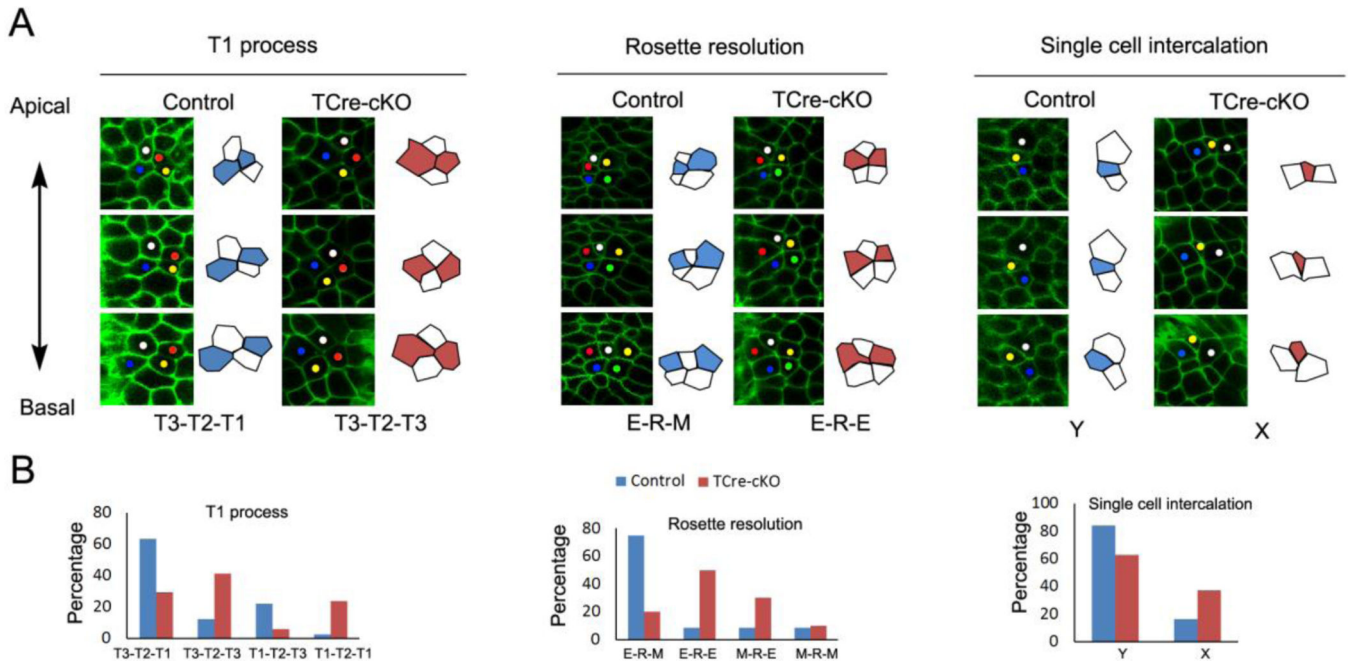 A
T1 process
Rosette resolution
Single cell intercalation
Apical
Control
TCre-cKO
Control
TCre-cKO
Control
TCre-cKO
Basal
T3-T2-T1
T3-T2-T3
E-R-M
E-R-E
Y
X
B
Control
TCre-cKO
T1 process
Percentage
80
60
40
20
0
T3-T2-T1
T3-T2-T3
T1-T2-T3
T1-T2-T1
Rosette resolution
Percentage
80
60
40
20
0
E-R-M
E-R-E
M-R-E
M-R-M
Single cell intercalation
Percentage
100
80
60
40
20
0
Y
X